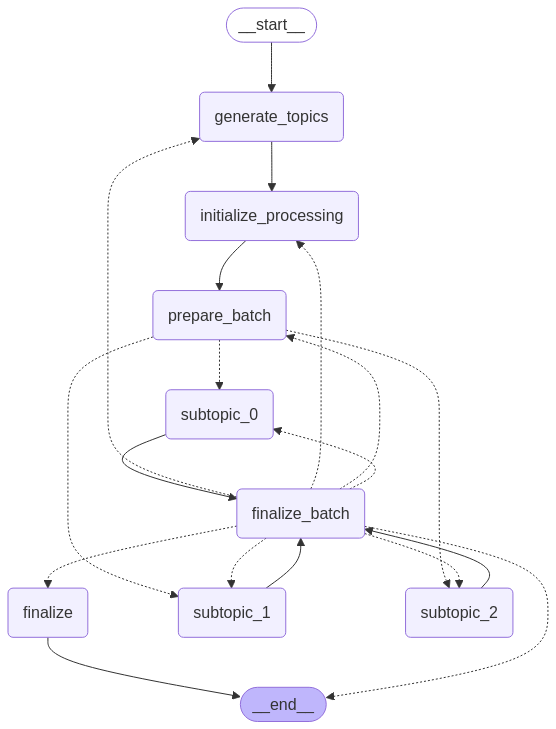 __start__
generate_topics
initialize_processing
prepare_batch
subtopic_0
finalize_batch
finalize
subtopic_1
subtopic_2
__end__